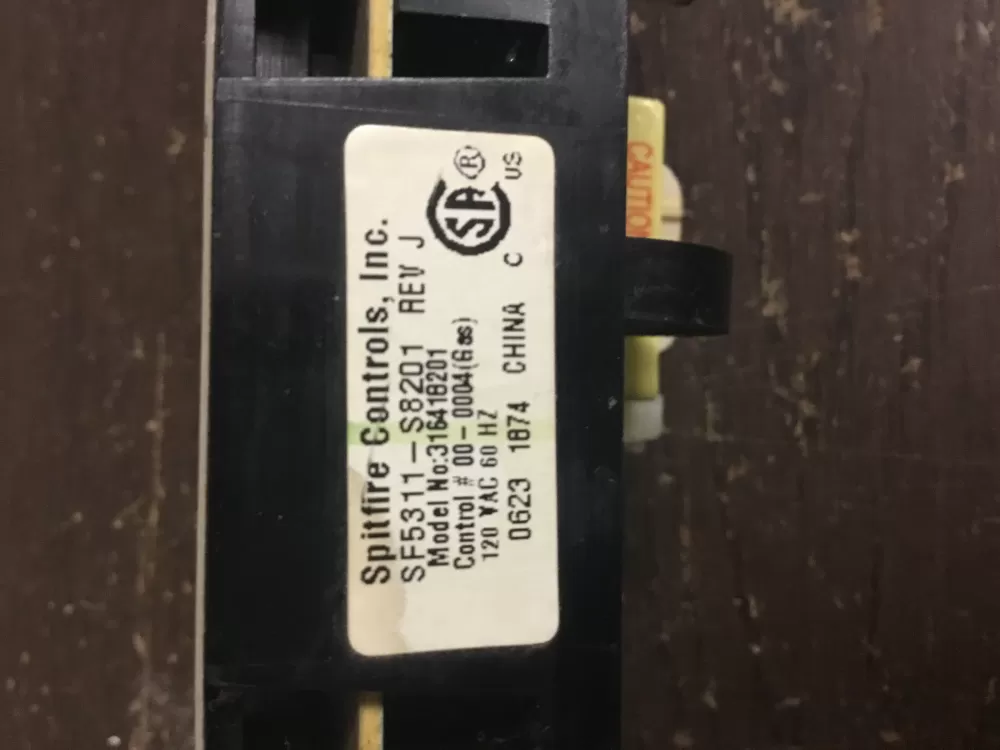 Spitfire Controls, Inc.
SF5311-S8201 REV J
Model No:316418201
Control # 00-0004(Gas)
120 VAC 60 HZ
0623 1874 CHINA
C SA ® US
CAUTION